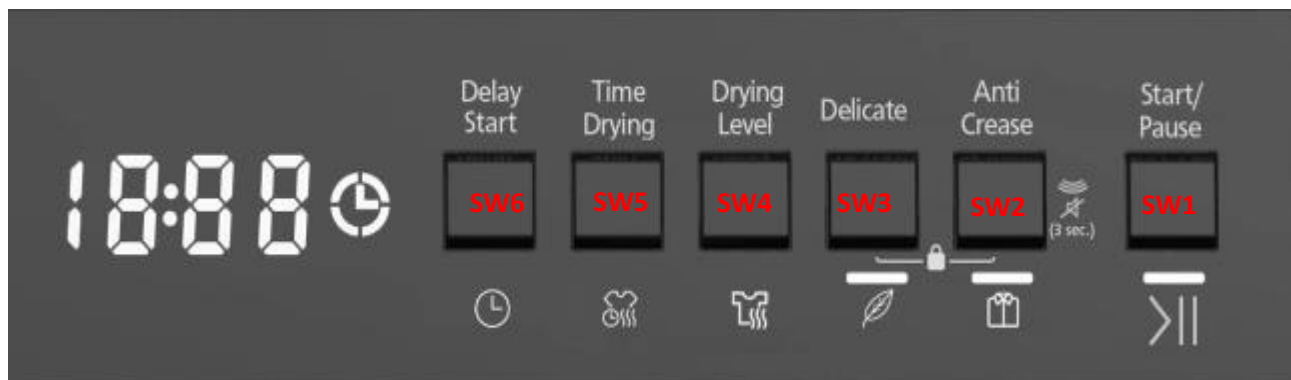 Delay
Start
Time
Drying
Drying
Level
Delicate
Anti
Crease
Start/
Pause
18:88
SW6
SW5
SW4
SW3
SW2
(3 sec.)
SW1